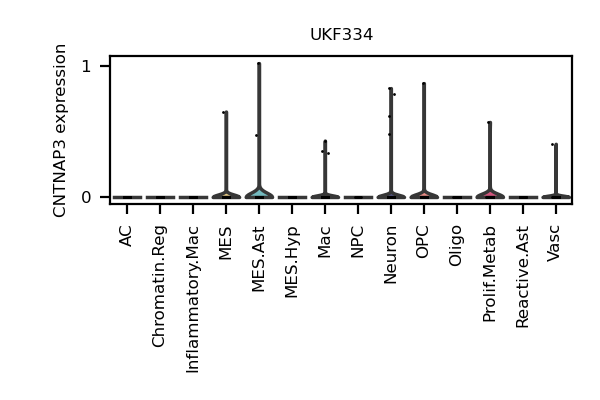 UKF334
CNTNAP3 expression
1
0
AC
Chromatin.Reg
Inflammatory.Mac
MES
MES.Ast
MES.Hyp
Mac
NPC
Neuron
OPC
Oligo
Prolif.Metab
Reactive.Ast
Vasc